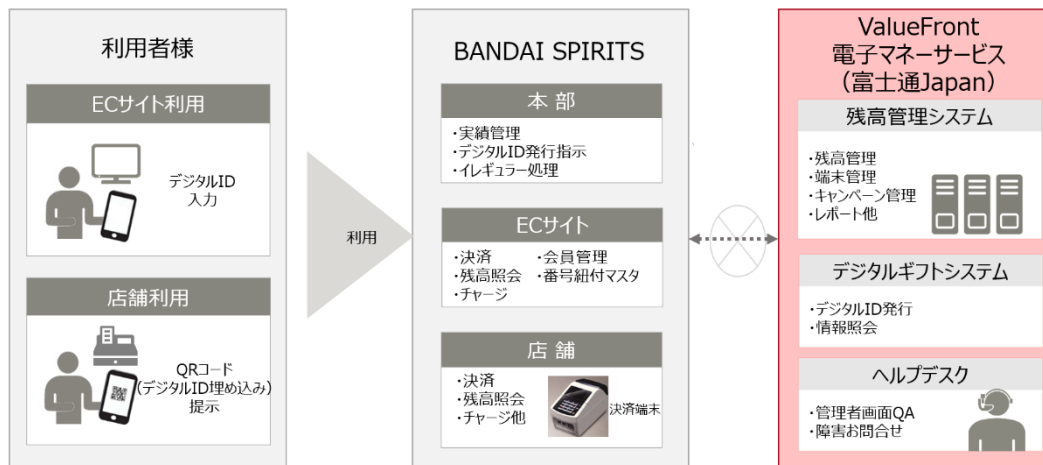 利用者様
ECサイト利用
デジタルID
入力
店舗利用
QRコード
(デジタルID埋め込み)
提示
利用
BANDAI SPIRITS
本 部
・実績管理
・デジタルID発行指示
・イレギュラー処理
ECサイト
・決済
・残高照会
・チャージ
・会員管理
・番号紐付マスタ
店 舗
・決済
・残高照会
・チャージ他
決済端末
ValueFront
電子マネーサービス
(富士通Japan)
残高管理システム
・残高管理
・端末管理
・キャンペーン管理
・レポート他
デジタルギフトシステム
・デジタルID発行
・情報照会
ヘルプデスク
・管理者画面QA
・障害お問合せ